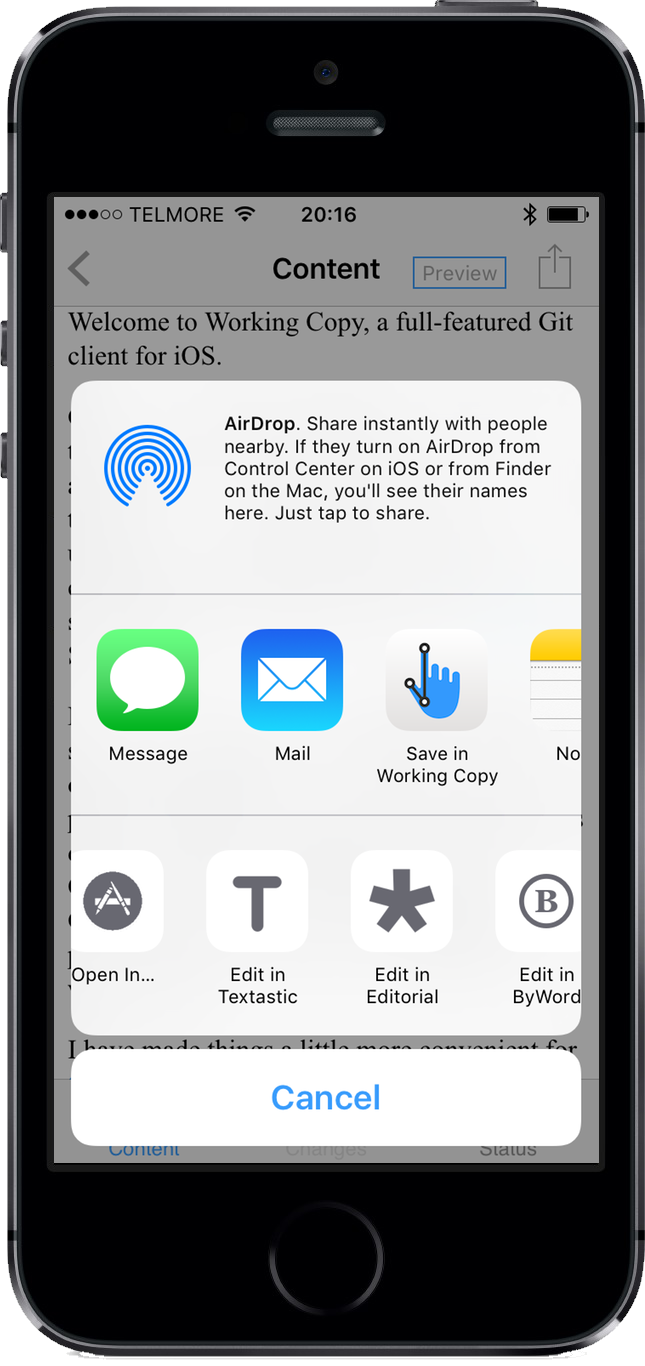 TELMORE 20:16
Content Preview
Welcome to Working Copy, a full-featured Git
client for iOS.
AirDrop. Share instantly with people
nearby. If they turn on AirDrop from
Control Center on iOS or from Finder
on the Mac, you'll see their names
here. Just tap to share.
Message Mail Save in No
Working Copy
B
Open In... Edit in Edit in Edit in
Textastic Editorial ByWord
I have made things a little more convenient for
Cancel
Content Changes Status